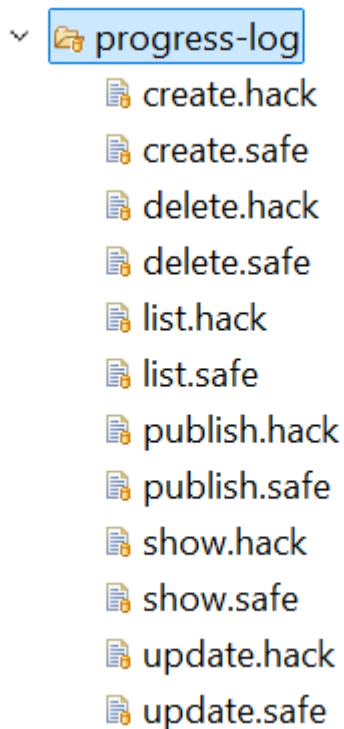 progress-log
create.hack
create.safe
delete.hack
delete.safe
list.hack
list.safe
publish.hack
publish.safe
show.hack
show.safe
update.hack
update.safe